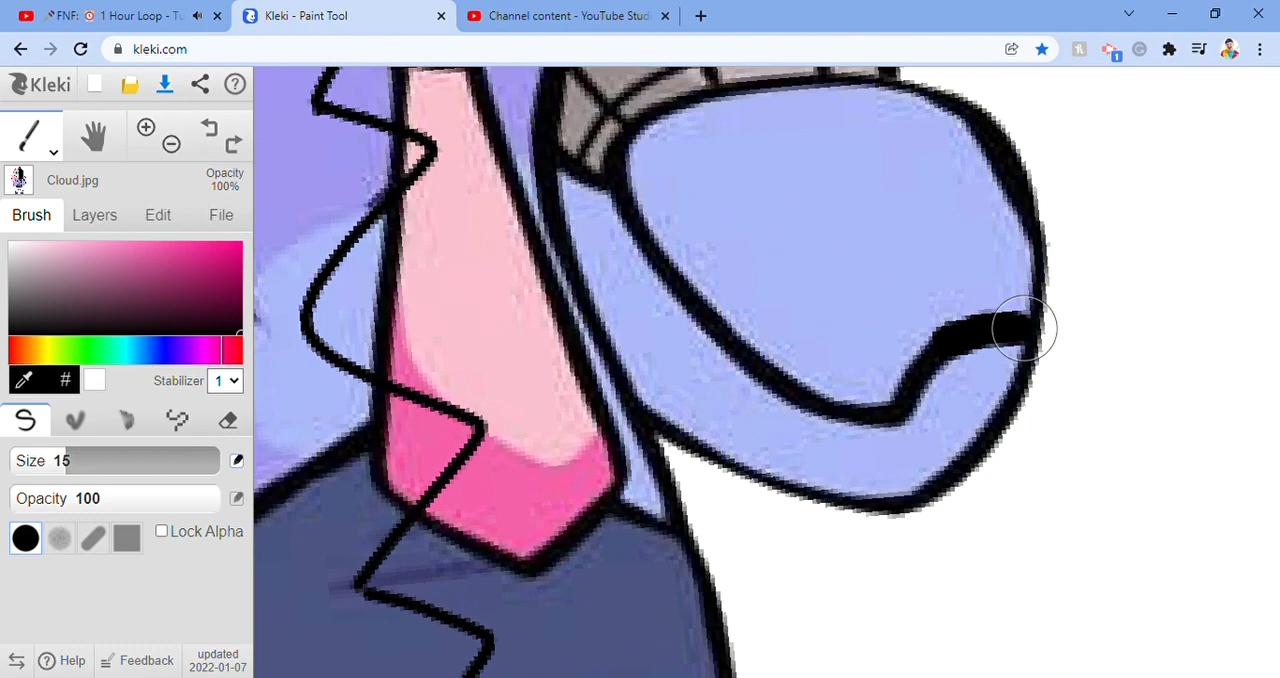 FNF: 1 Hour Loop - Tu
Kleki - Paint Tool
Channel content - YouTube Stud
kleki.com
1
Kleki
Cloud.jpg
Opacity
100%
Brush Layers Edit File
#
Stabilizer 1
Size 15
Opacity 100
Lock Alpha
Help
Feedback
updated
2022-01-07